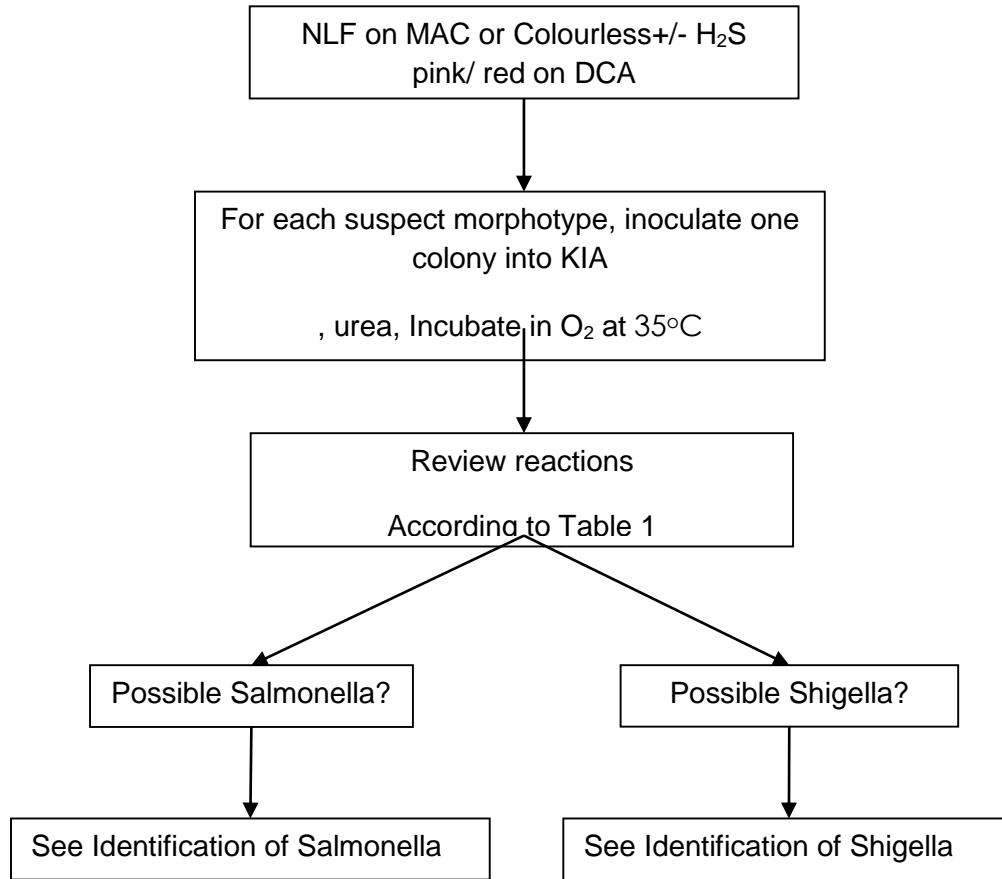 NLF on MAC or Colourless+/- H₂S
pink/ red on DCA
For each suspect morphotype, inoculate one
colony into KIA
, urea, Incubate in O₂ at 35°C
Review reactions
According to Table 1
Possible Salmonella?
Possible Shigella?
See Identification of Salmonella
See Identification of Shigella